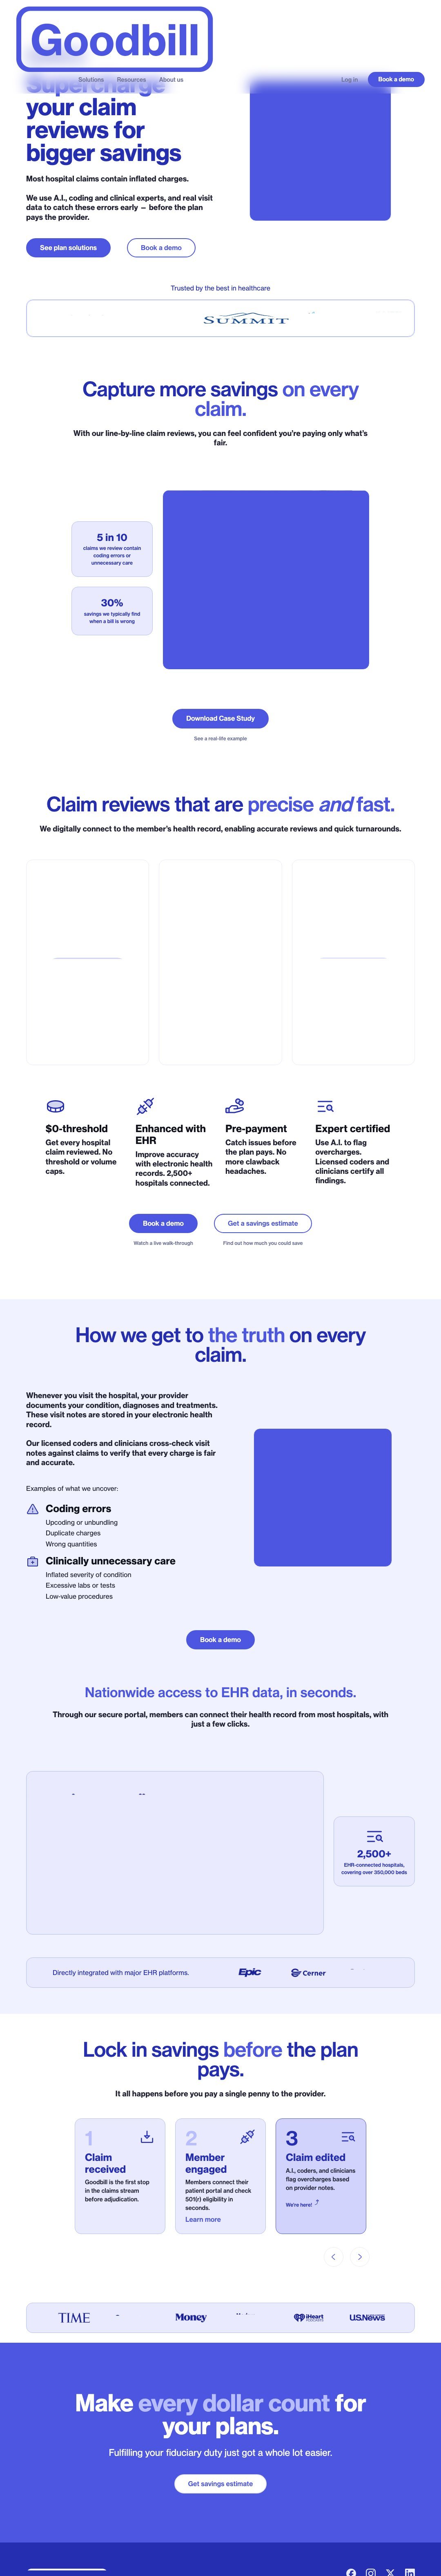 Goodbill
Solutions Resources About us
Log in Book a demo
Supercharge
your claim
reviews for
bigger savings
Most hospital claims contain inflated charges.
We use A.I., coding and clinical experts, and real visit
data to catch these errors early – before the plan
pays the provider.
See plan solutions Book a demo
Trusted by the best in healthcare
SUMMIT
Capture more savings on every
claim.
With our line-by-line claim reviews, you can feel confident you're paying only what's
fair.
5 in 10
claims we review contain
coding errors or
unnecessary care
30%
savings we typically find
when a bill is wrong
Download Case Study
See a real-life example
Claim reviews that are precise and fast.
We digitally connect to the member's health record, enabling accurate reviews and quick turnarounds.
$0-threshold
Get every hospital
claim reviewed. No
threshold or volume
caps.
Enhanced with
EHR
Improve accuracy
with electronic health
records. 2,500+
hospitals connected.
Pre-payment
Catch issues before
the plan pays. No
more clawback
headaches.
Expert certified
Use A.I. to flag
overcharges.
Licensed coders and
clinicians certify all
findings.
Book a demo
Watch a live walk-through
Get a savings estimate
Find out how much you could save
How we get to the truth on every
claim.
Whenever you visit the hospital, your provider
documents your condition, diagnoses and treatments.
These visit notes are stored in your electronic health
record.
Our licensed coders and clinicians cross-check visit
notes against claims to verify that every charge is fair
and accurate.
Examples of what we uncover:
Coding errors
Upcoding or unbundling
Duplicate charges
Wrong quantities
Clinically unnecessary care
Inflated severity of condition
Excessive labs or tests
Low-value procedures
Book a demo
Nationwide access to EHR data, in seconds.
Through our secure portal, members can connect their health record from most hospitals, with
just a few clicks.
2,500+
EHR-connected hospitals,
covering over 350,000 beds
Directly integrated with major EHR platforms.
Epic Cerner
Lock in savings before the plan
pays.
It all happens before you pay a single penny to the provider.
1
Claim
received
Goodbill is the first stop
in the claims stream
before adjudication.
2
Member
engaged
Members connect their
patient portal and check
501(r) eligibility in
seconds.
Learn more
3
Claim edited
A.I., coders, and clinicians
flag overcharges based
on provider notes.
We're here!
TIME Money iHeart U.S.News
Make every dollar count for
your plans.
Fulfilling your fiduciary duty just got a whole lot easier.
Get savings estimate